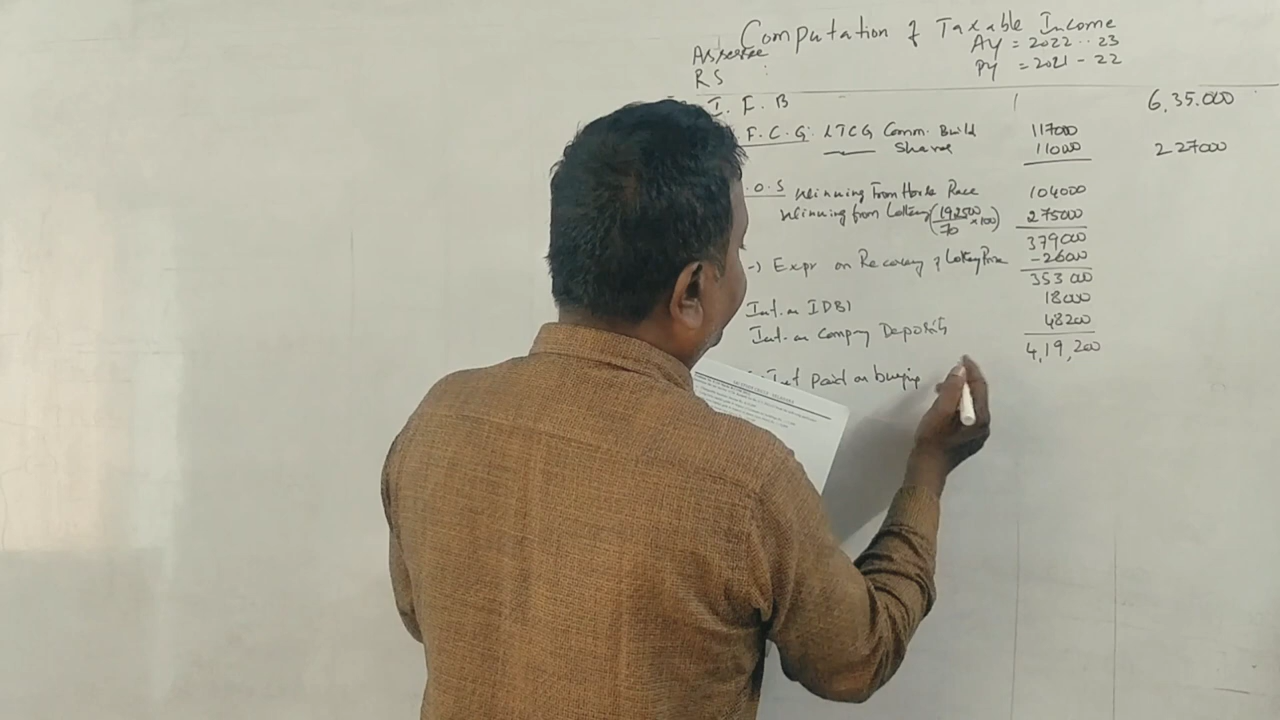 Computation of Taxable Income
Assessee :
AY = 2022-23
RS
PY = 2021-22
I. F. B 6,35,000
F. C. G: LTCG Comm. Build 117000
Shares 11000 227000
O.S Winning From Horse Race 104000
Winning from Lottery (192500/70 ×100) 275000
379000
(-) Exps on Recovery of Lottery Prize -26000
353000
Int. on IDBI 18000
Int. on Company Deposits 48200
4,19,200
Int paid on buying